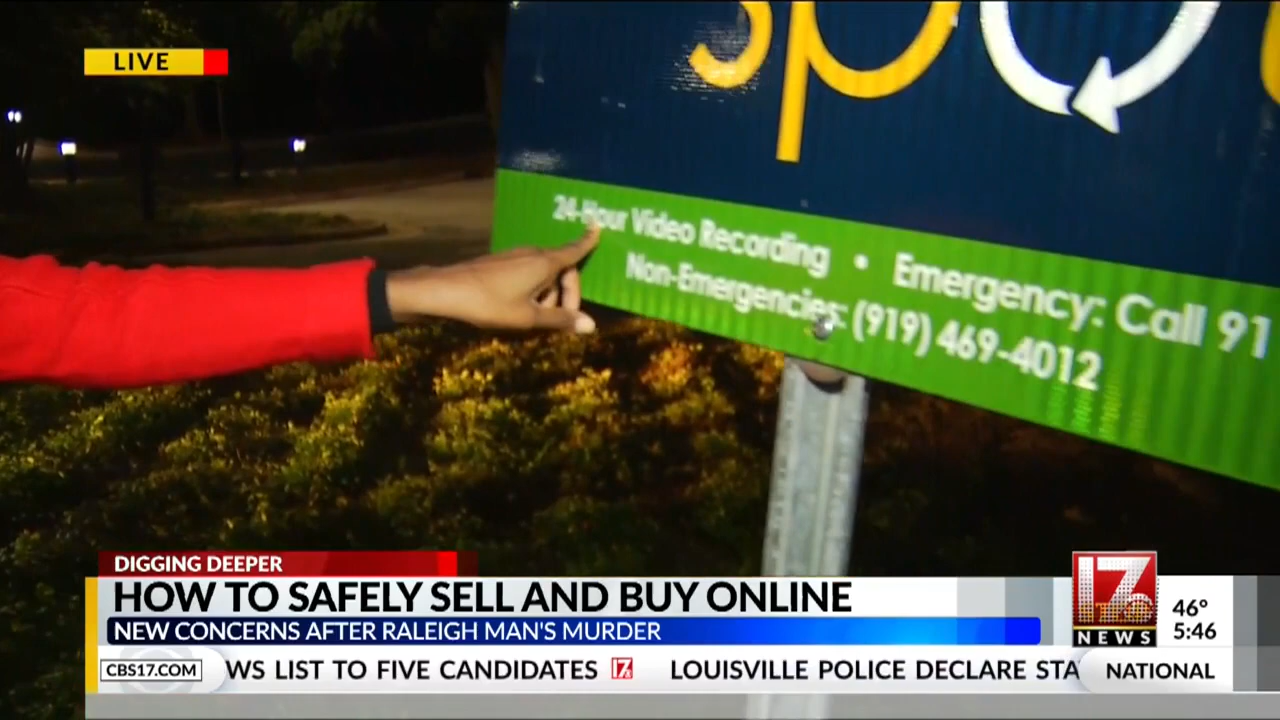 LIVE
spot
24-Hour Video Recording • Emergency: Call 91
Non-Emergencies: (919) 469-4012
DIGGING DEEPER
HOW TO SAFELY SELL AND BUY ONLINE
NEW CONCERNS AFTER RALEIGH MAN'S MURDER
17
NEWS
46°
5:46
CBS17.COM
WS LIST TO FIVE CANDIDATES 17 LOUISVILLE POLICE DECLARE STA
NATIONAL